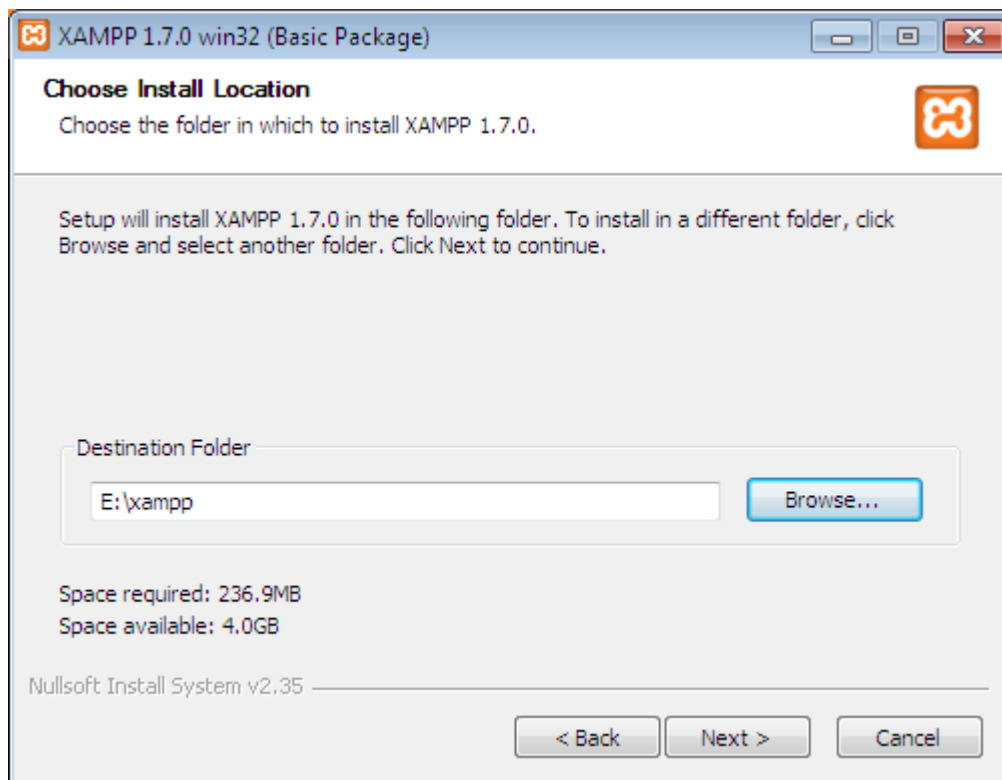 XAMPP 1.7.0 win32 (Basic Package)
Choose Install Location
Choose the folder in which to install XAMPP 1.7.0.
Setup will install XAMPP 1.7.0 in the following folder. To install in a different folder, click
Browse and select another folder. Click Next to continue.
Destination Folder
E:\xampp
Browse...
Space required: 236.9MB
Space available: 4.0GB
Nullsoft Install System v2.35
< Back
Next >
Cancel